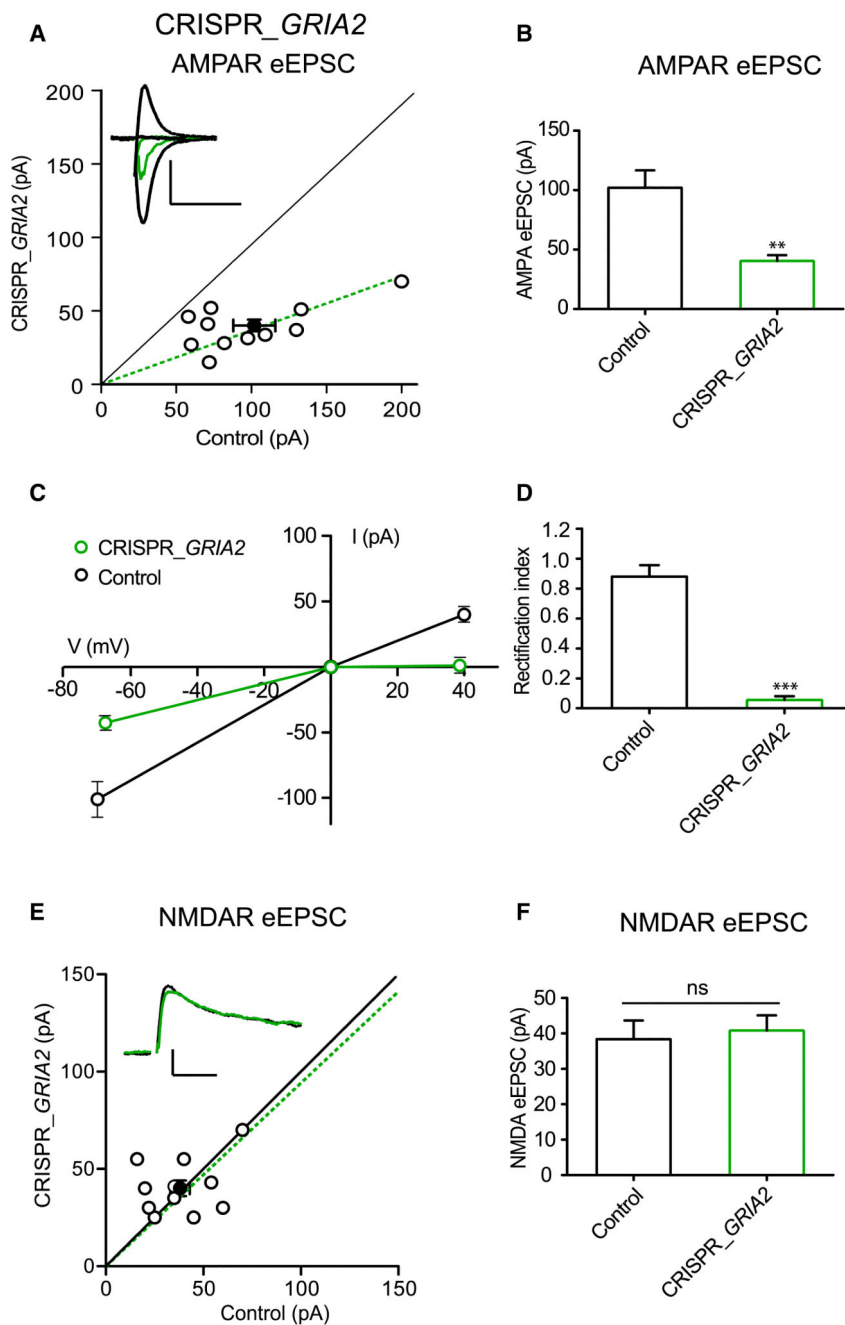 A
CRISPR_GRIA2
AMPAR eEPSC
CRISPR_GRIA2 (pA)
200
150
100
50
0
0 50 100 150 200
Control (pA)
B
AMPAR eEPSC
AMPA eEPSC (pA)
150
100
50
0
**
Control
CRISPR_GRIA2
C
CRISPR_GRIA2
Control
I (pA)
V (mV)
100
50
-50
-100
-80 -60 -40 -20 20 40
D
Rectification index
1.2
1.0
0.8
0.6
0.4
0.2
0
***
Control
CRISPR_GRIA2
E
NMDAR eEPSC
CRISPR_GRIA2 (pA)
150
100
50
0
0 50 100 150
Control (pA)
F
NMDAR eEPSC
NMDA eEPSC (pA)
50
40
30
20
10
0
ns
Control
CRISPR_GRIA2